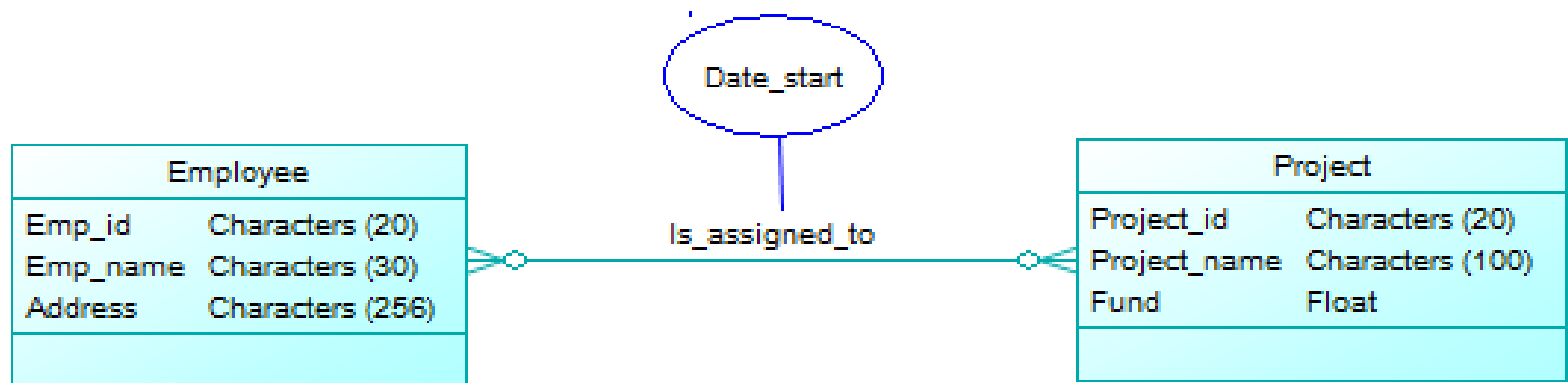 Date_start
Employee
Emp_id Characters (20)
Emp_name Characters (30)
Address Characters (256)
Is_assigned_to
Project
Project_id Characters (20)
Project_name Characters (100)
Fund Float